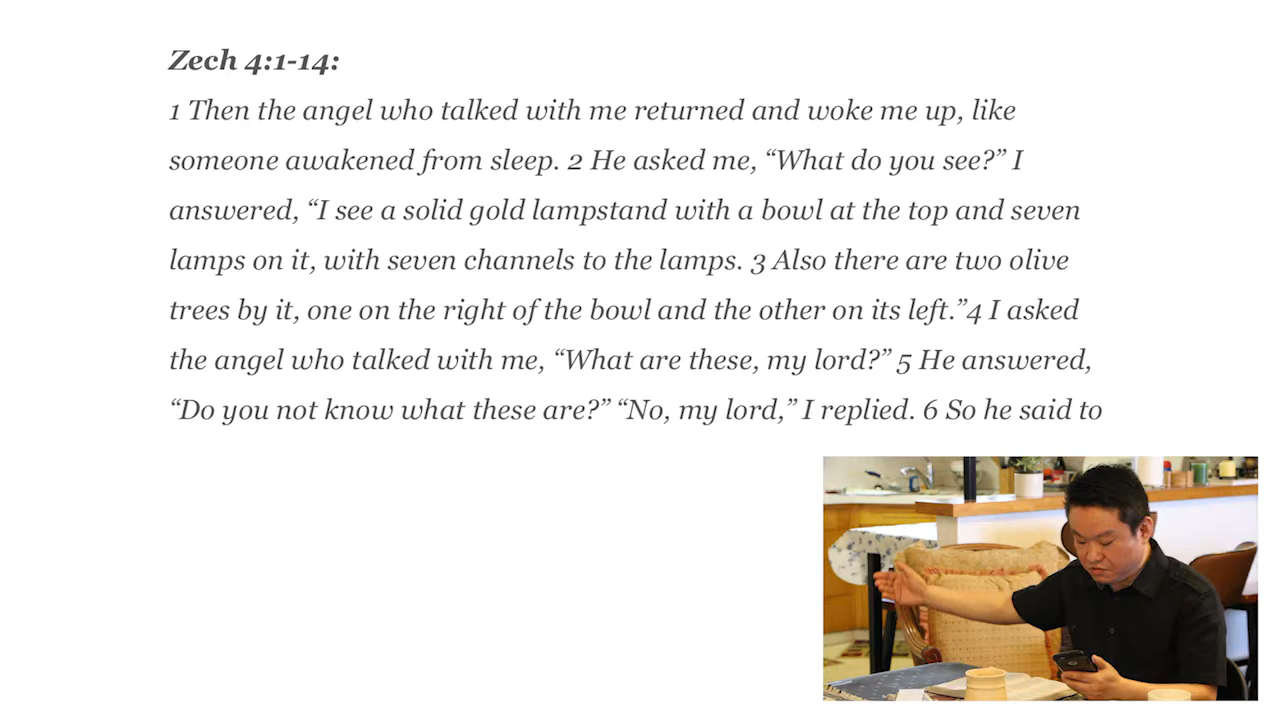 Zech 4:1-14:
1 Then the angel who talked with me returned and woke me up, like
someone awakened from sleep. 2 He asked me, “What do you see?” I
answered, “I see a solid gold lampstand with a bowl at the top and seven
lamps on it, with seven channels to the lamps. 3 Also there are two olive
trees by it, one on the right of the bowl and the other on its left.”4 I asked
the angel who talked with me, “What are these, my lord?” 5 He answered,
“Do you not know what these are?” “No, my lord,” I replied. 6 So he said to